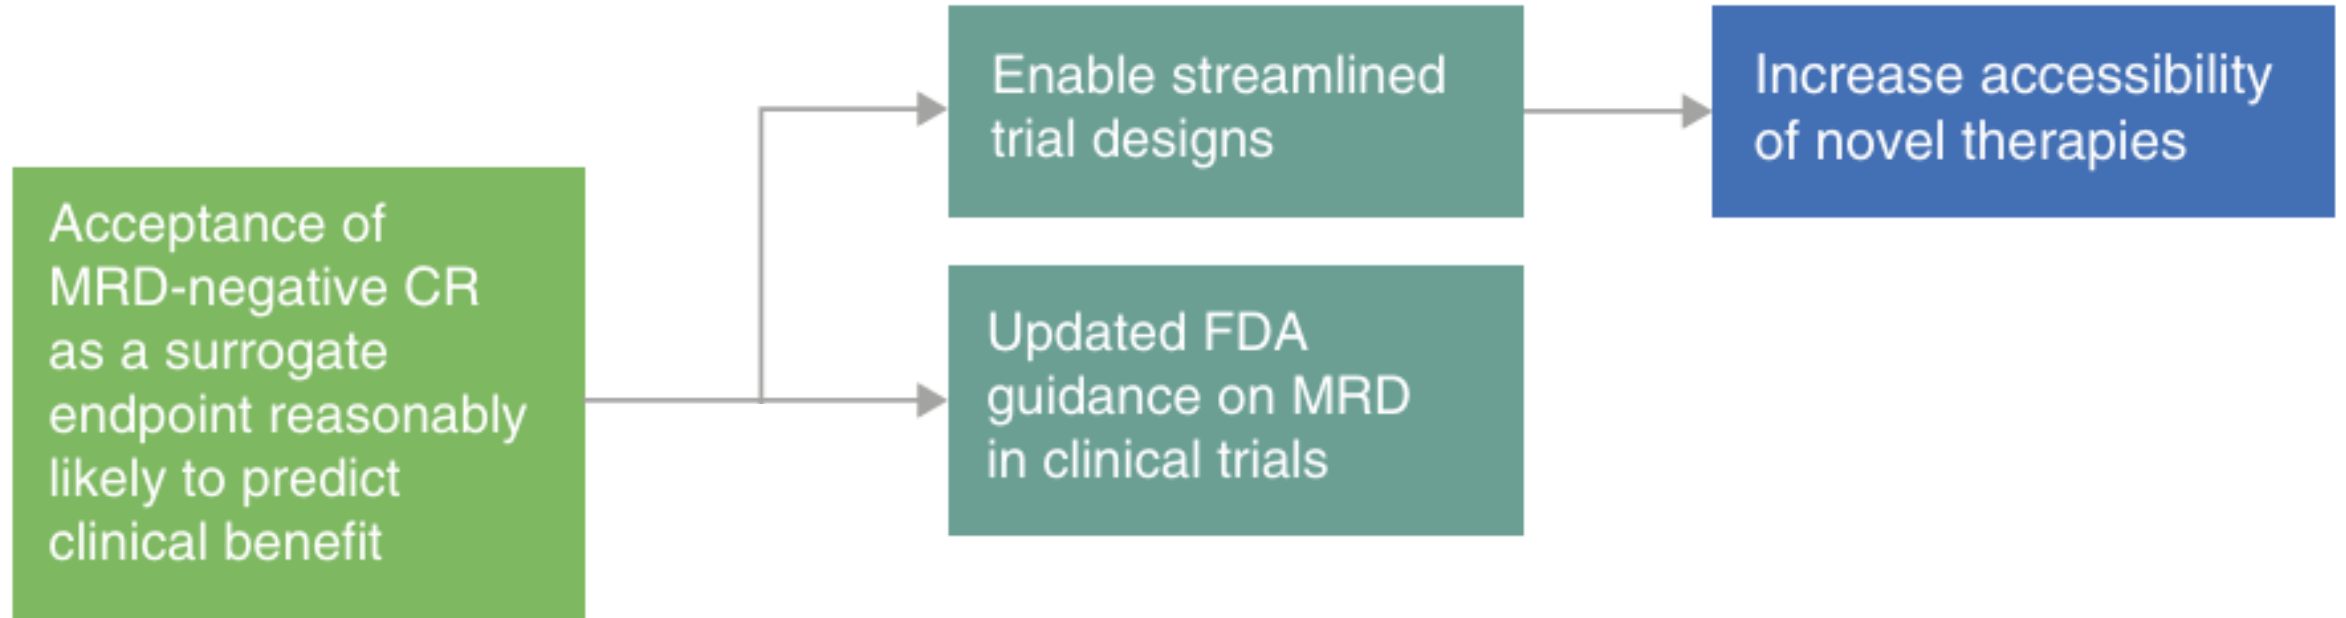 Acceptance of
MRD-negative CR
as a surrogate
endpoint reasonably
likely to predict
clinical benefit
Enable streamlined
trial designs
Increase accessibility
of novel therapies
Updated FDA
guidance on MRD
in clinical trials